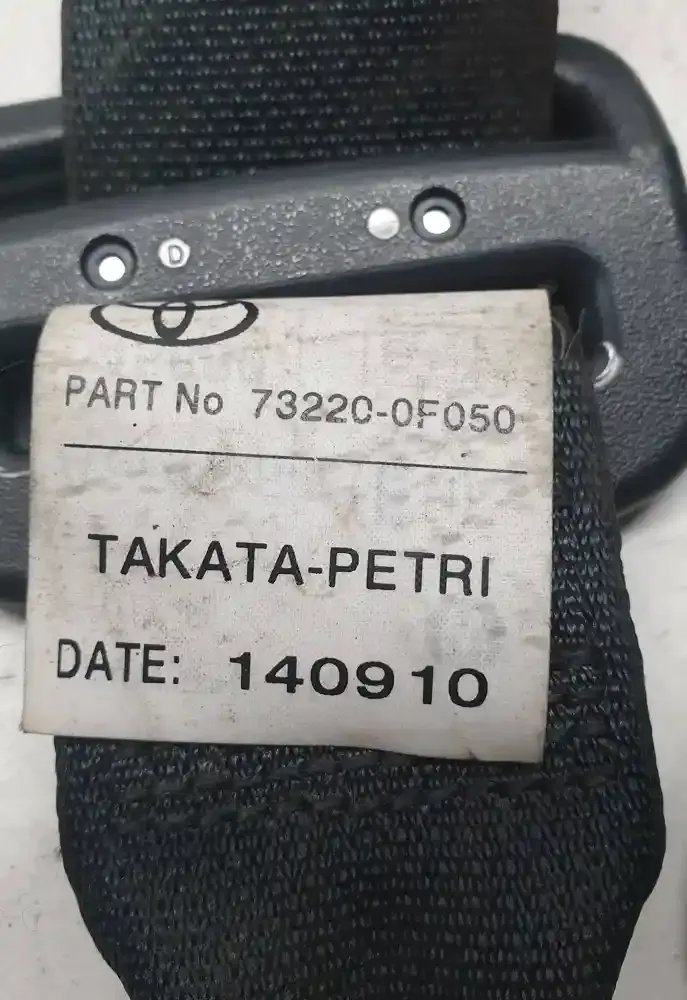 D
PART No 73220-0F050
TAKATA-PETRI
DATE: 140910